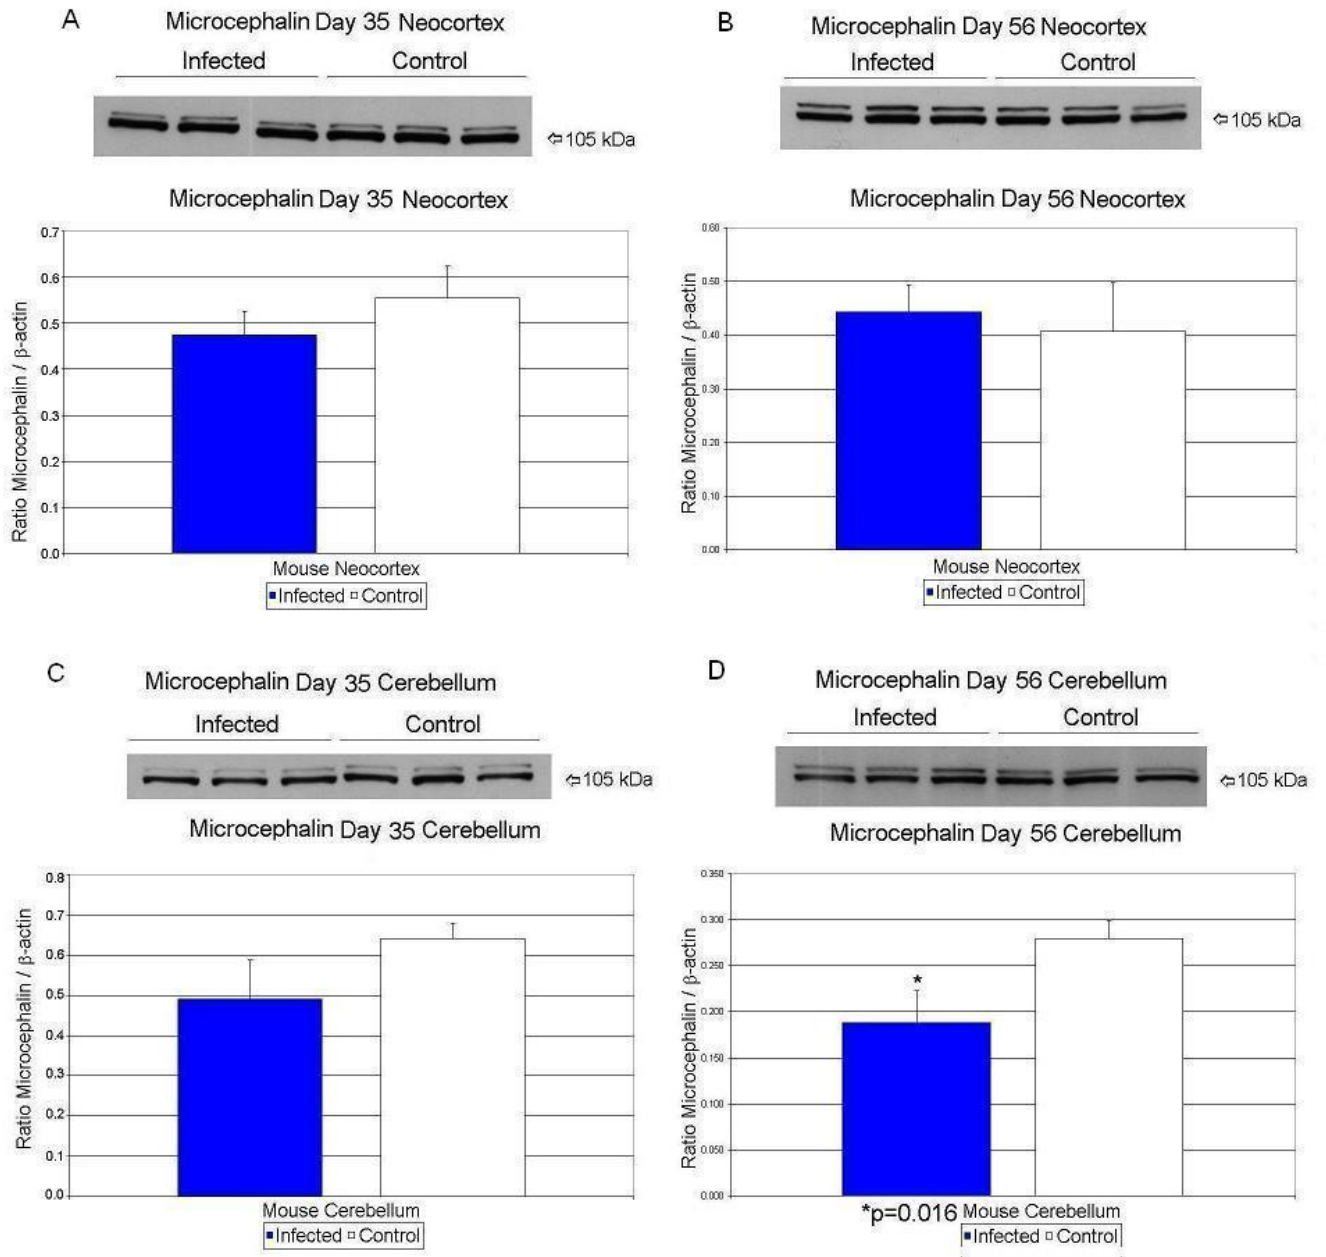 A
Microcephalin Day 35 Neocortex
Infected Control
⇦105 kDa
Microcephalin Day 35 Neocortex
Ratio Microcephalin / β-actin
0.7
0.6
0.5
0.4
0.3
0.2
0.1
0.0
Mouse Neocortex
Infected Control
B
Microcephalin Day 56 Neocortex
Infected Control
⇦105 kDa
Microcephalin Day 56 Neocortex
Ratio Microcephalin / β-actin
0.60
0.50
0.40
0.30
0.20
0.10
0.00
Mouse Neocortex
Infected Control
C
Microcephalin Day 35 Cerebellum
Infected Control
⇦105 kDa
Microcephalin Day 35 Cerebellum
Ratio Microcephalin / β-actin
0.8
0.7
0.6
0.5
0.4
0.3
0.2
0.1
0.0
Mouse Cerebellum
Infected Control
D
Microcephalin Day 56 Cerebellum
Infected Control
⇦105 kDa
Microcephalin Day 56 Cerebellum
Ratio Microcephalin / β-actin
0.350
0.300
0.250
0.200
0.150
0.100
0.050
0.000
*
*p=0.016 Mouse Cerebellum
Infected Control